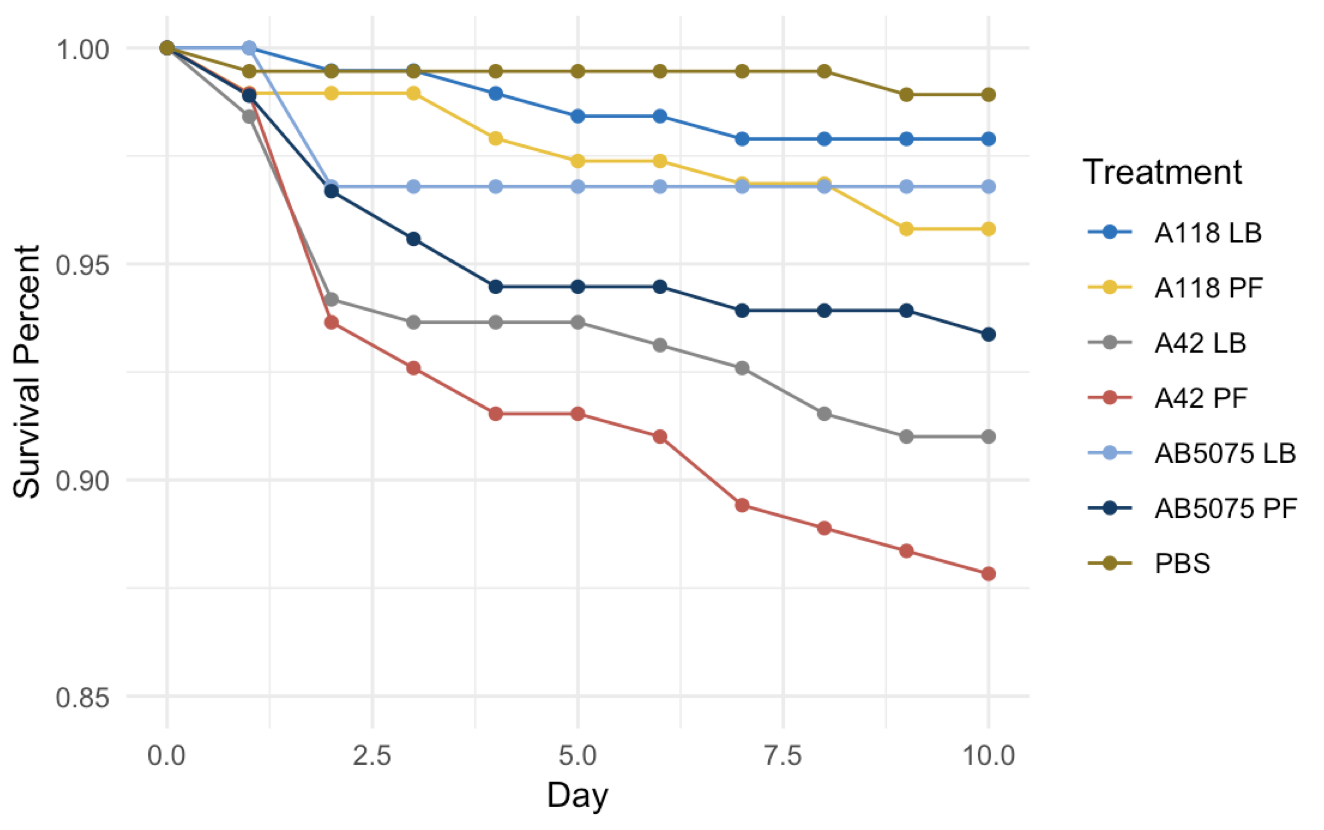 1.00
0.95
0.90
0.85
Survival Percent
0.0 2.5 5.0 7.5 10.0
Day
Treatment
A118 LB
A118 PF
A42 LB
A42 PF
AB5075 LB
AB5075 PF
PBS